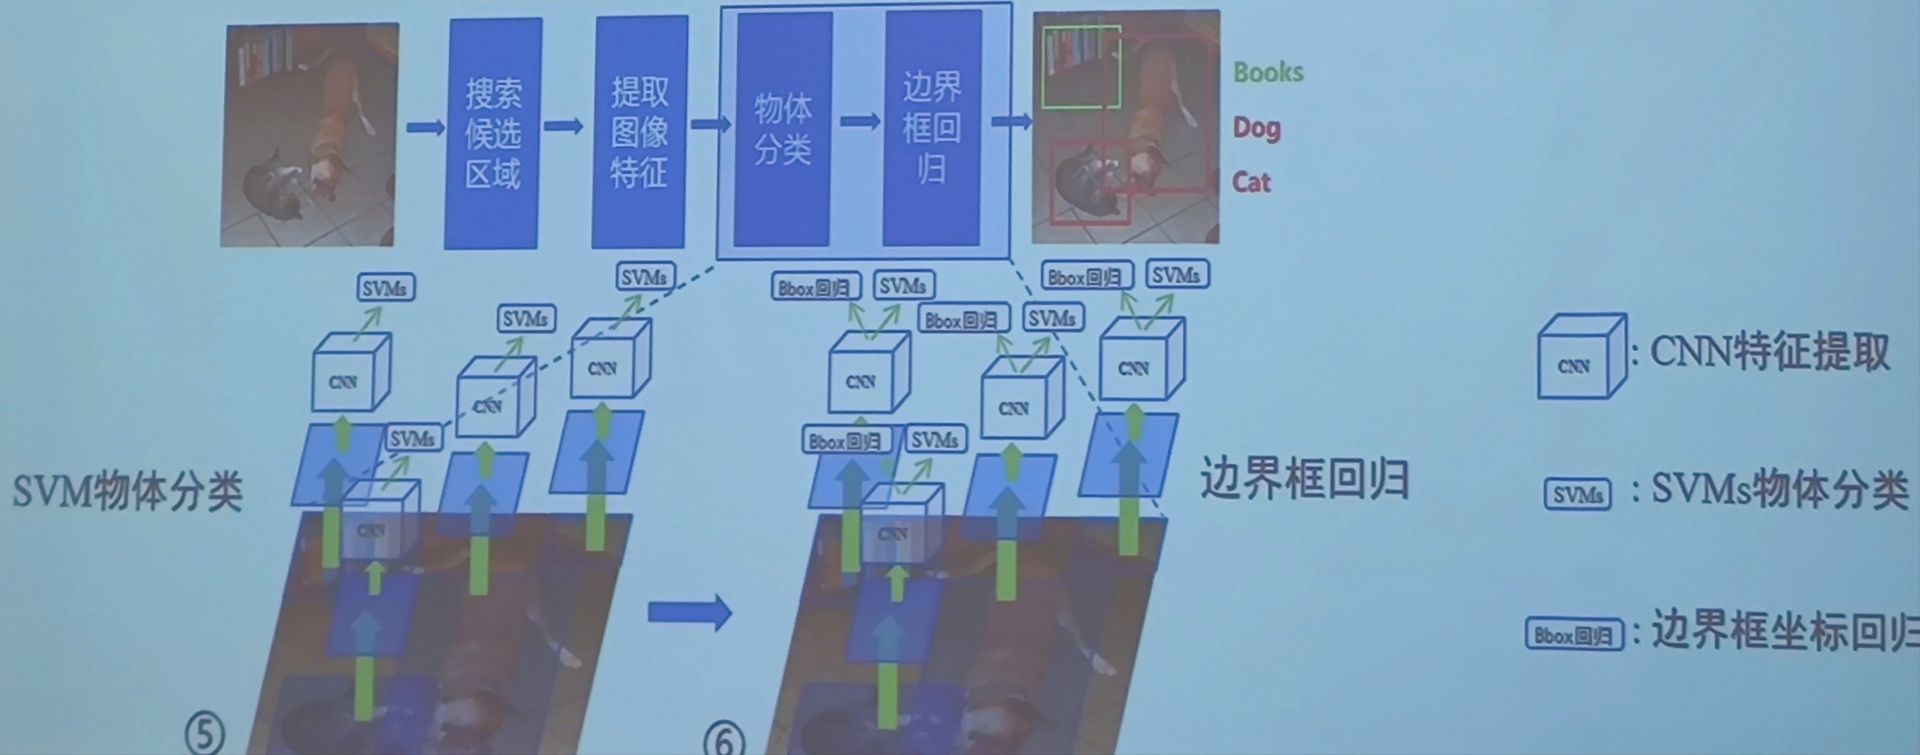 搜索
候选
区域
提取
图像
特征
物体
分类
边界
框回
归
Books
Dog
Cat
SVMs
SVMs
SVMs
Bbox回归
SVMs
Bbox回归
SVMs
Bbox回归
SVMs
CNN
CNN
CNN
CNN
CNN
CNN
CNN
: CNN特征提取
SVMs
Bbox回归
SVMs
SVM物体分类
边界框回归
SVMs
: SVMs物体分类
CNN
CNN
Bbox回归
: 边界框坐标回归
⑤
⑥